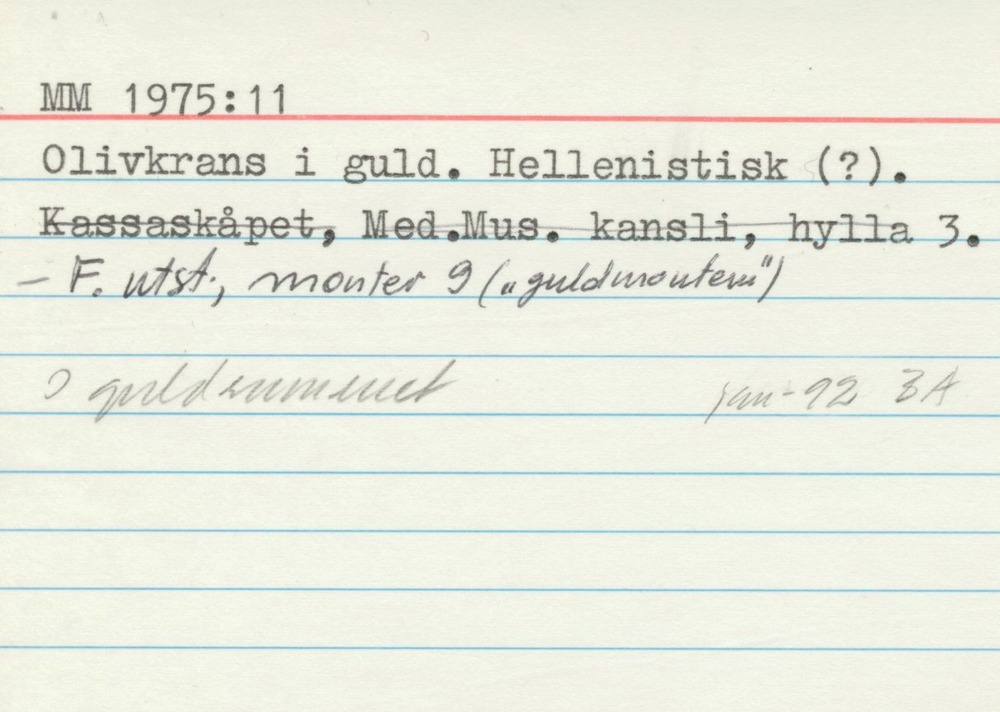 MM 1975:11
Olivkrans i guld. Hellenistisk (?).
Kassaskåpet, Med.Mus. kansli, hylla 3.
– F. utst., monter 9 („guldmontern")
I guldrummet jan-92 BA